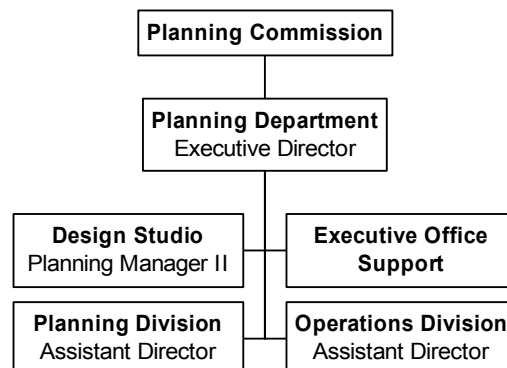 Planning Commission
Planning Department
Executive Director
Design Studio
Planning Manager II
Executive Office
Support
Planning Division
Assistant Director
Operations Division
Assistant Director